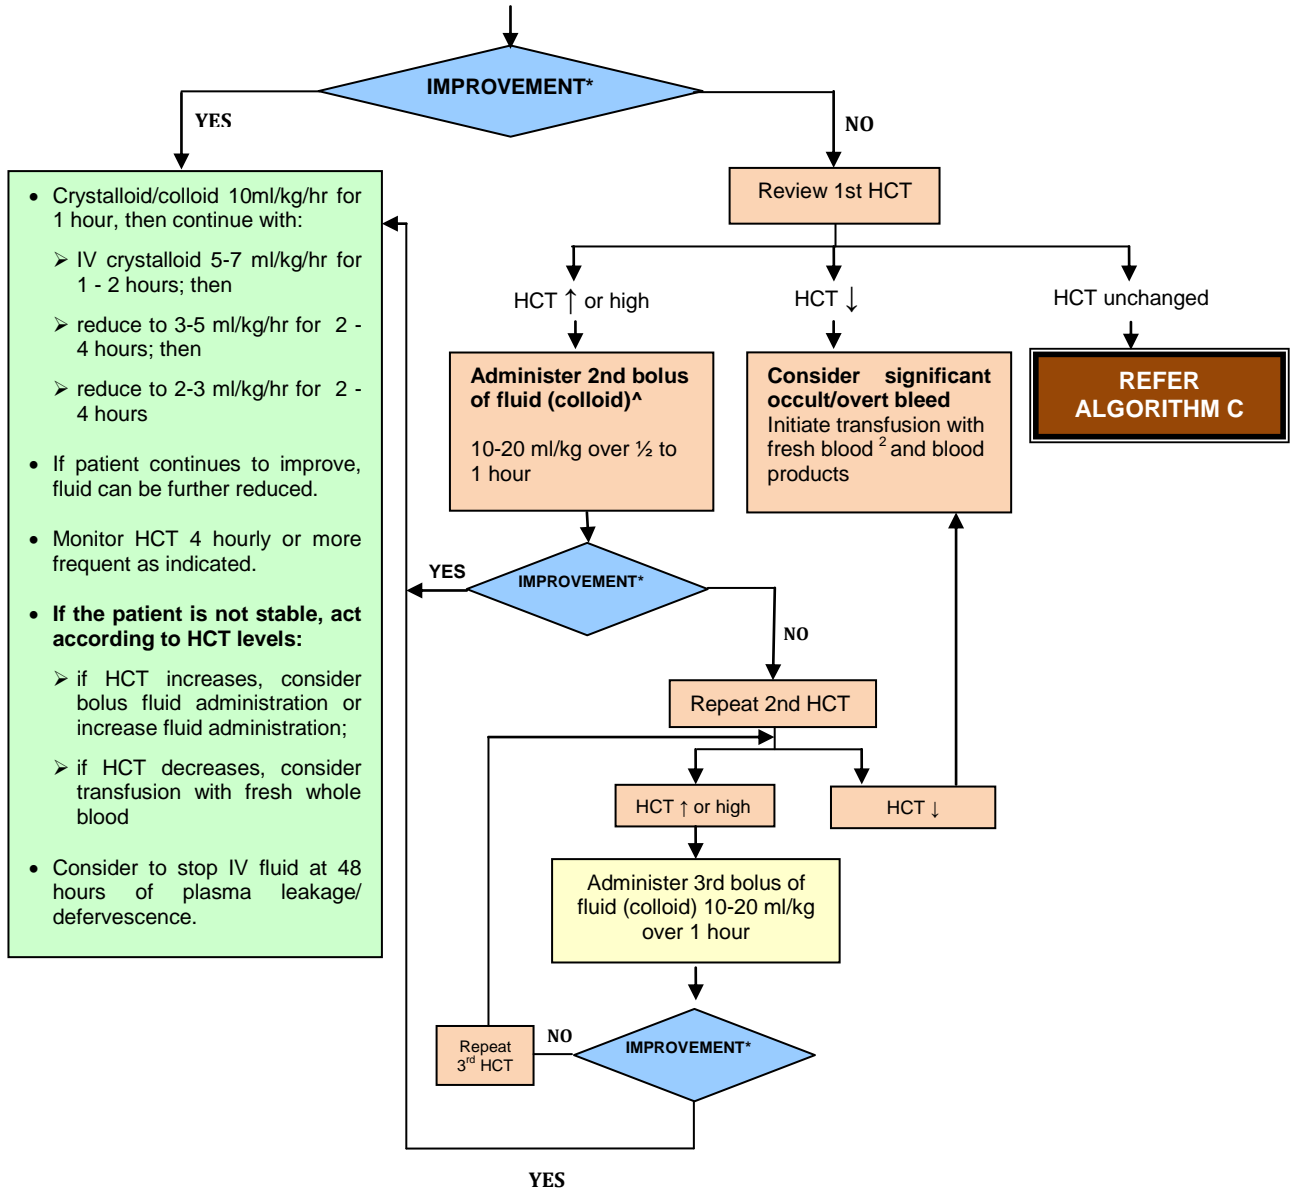 IMPROVEMENT*
YES
NO
• Crystalloid/colloid 10ml/kg/hr for
1 hour, then continue with:
➢ IV crystalloid 5-7 ml/kg/hr for
1 - 2 hours; then
➢ reduce to 3-5 ml/kg/hr for 2 -
4 hours; then
➢ reduce to 2-3 ml/kg/hr for 2 -
4 hours
• If patient continues to improve,
fluid can be further reduced.
• Monitor HCT 4 hourly or more
frequent as indicated.
• If the patient is not stable, act
according to HCT levels:
➢ if HCT increases, consider
bolus fluid administration or
increase fluid administration;
➢ if HCT decreases, consider
transfusion with fresh whole
blood
• Consider to stop IV fluid at 48
hours of plasma leakage/
defervescence.
Review 1st HCT
HCT ↑ or high
HCT ↓
HCT unchanged
Administer 2nd bolus
of fluid (colloid)^
10-20 ml/kg over ½ to
1 hour
Consider significant
occult/overt bleed
Initiate transfusion with
fresh blood ² and blood
products
REFER
ALGORITHM C
IMPROVEMENT*
YES
NO
Repeat 2nd HCT
HCT ↑ or high
HCT ↓
Administer 3rd bolus of
fluid (colloid) 10-20 ml/kg
over 1 hour
IMPROVEMENT*
NO
Repeat
3rd HCT
YES